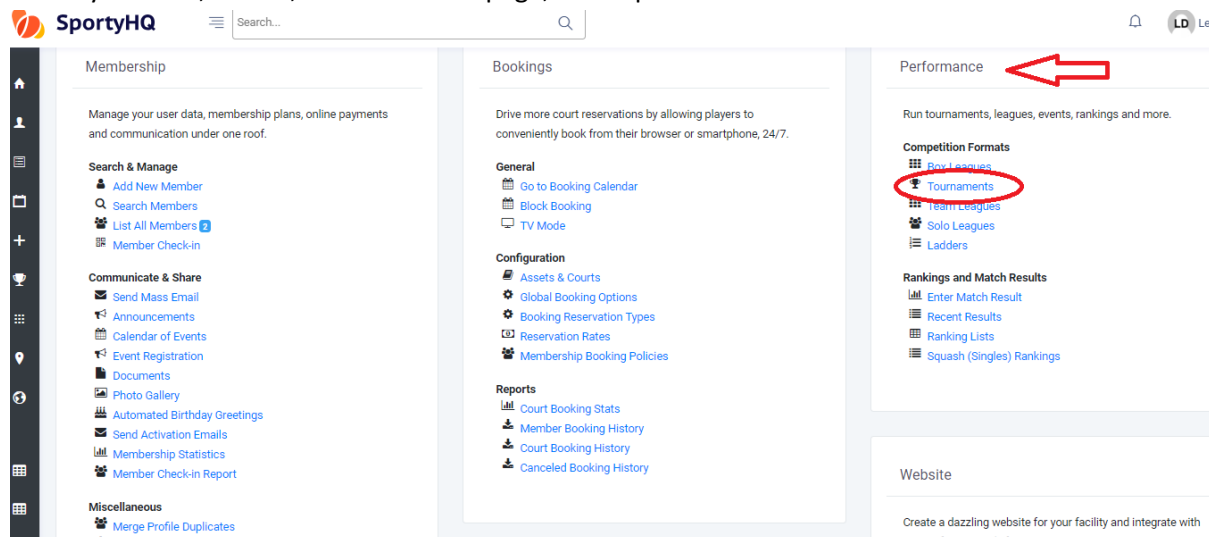 SportyHQ
Search...
LD Le
Membership
Manage your user data, membership plans, online payments
and communication under one roof.
Search & Manage
Add New Member
Search Members
List All Members 2
Member Check-in
Communicate & Share
Send Mass Email
Announcements
Calendar of Events
Event Registration
Documents
Photo Gallery
Automated Birthday Greetings
Send Activation Emails
Membership Statistics
Member Check-in Report
Miscellaneous
Merge Profile Duplicates
Bookings
Drive more court reservations by allowing players to
conveniently book from their browser or smartphone, 24/7.
General
Go to Booking Calendar
Block Booking
TV Mode
Configuration
Assets & Courts
Global Booking Options
Booking Reservation Types
Reservation Rates
Membership Booking Policies
Reports
Court Booking Stats
Member Booking History
Court Booking History
Canceled Booking History
Performance
Run tournaments, leagues, events, rankings and more.
Competition Formats
Box Leagues
Tournaments
Team Leagues
Solo Leagues
Ladders
Rankings and Match Results
Enter Match Result
Recent Results
Ranking Lists
Squash (Singles) Rankings
Website
Create a dazzling website for your facility and integrate with